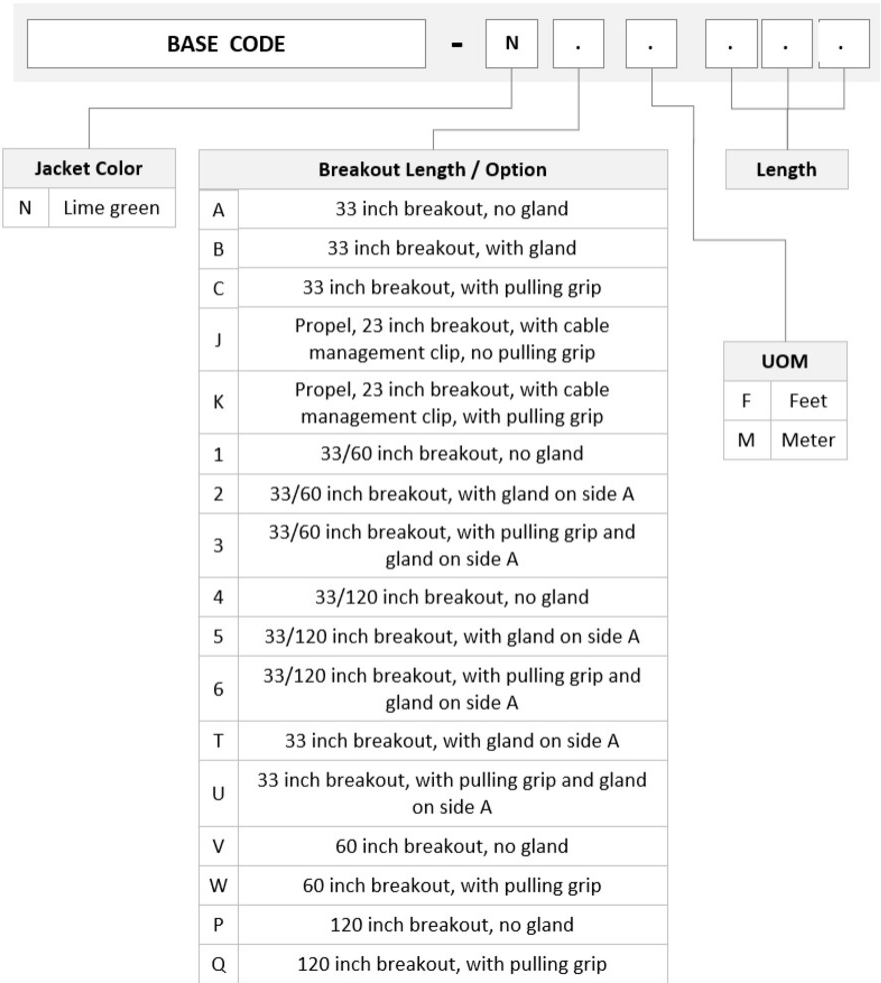 BASE CODE - N . . . . .
Jacket Color
N Lime green
Breakout Length / Option
A 33 inch breakout, no gland
B 33 inch breakout, with gland
C 33 inch breakout, with pulling grip
J Propel, 23 inch breakout, with cable
management clip, no pulling grip
K Propel, 23 inch breakout, with cable
management clip, with pulling grip
1 33/60 inch breakout, no gland
2 33/60 inch breakout, with gland on side A
3 33/60 inch breakout, with pulling grip and
gland on side A
4 33/120 inch breakout, no gland
5 33/120 inch breakout, with gland on side A
6 33/120 inch breakout, with pulling grip and
gland on side A
T 33 inch breakout, with gland on side A
U 33 inch breakout, with pulling grip and gland
on side A
V 60 inch breakout, no gland
W 60 inch breakout, with pulling grip
P 120 inch breakout, no gland
Q 120 inch breakout, with pulling grip
Length
UOM
F Feet
M Meter